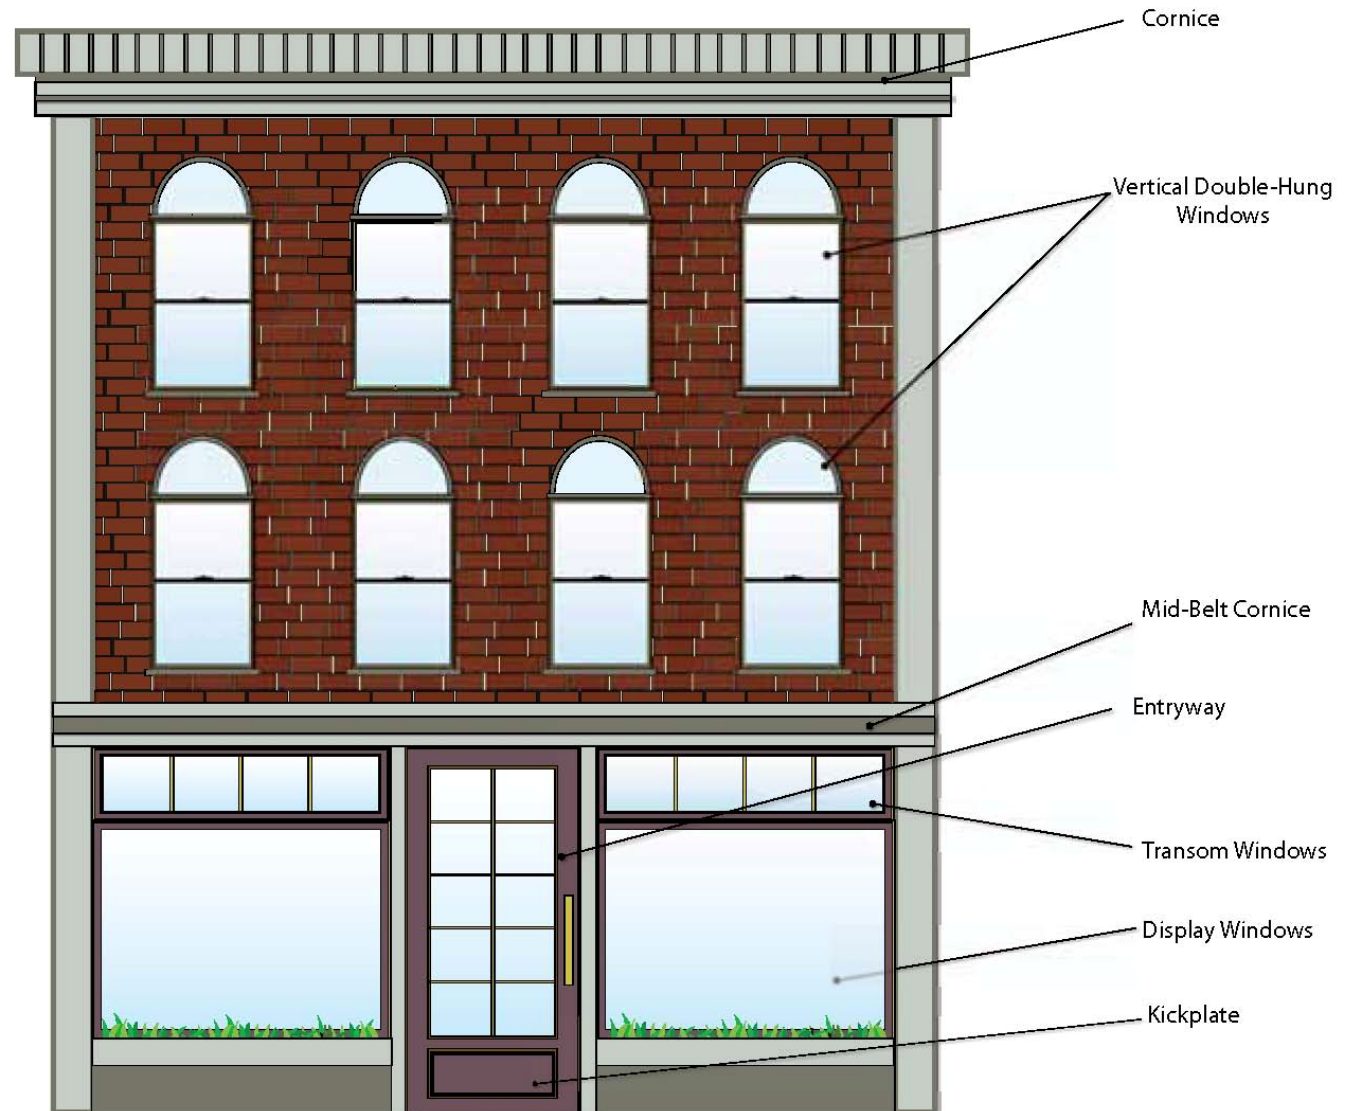 Cornice
Vertical Double-Hung
Windows
Mid-Belt Cornice
Entryway
Transom Windows
Display Windows
Kickplate